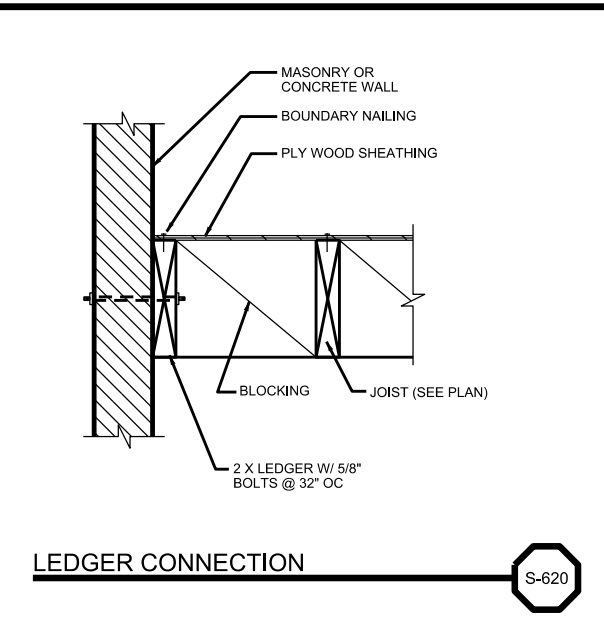 MASONRY OR
CONCRETE WALL
BOUNDARY NAILING
PLY WOOD SHEATHING
BLOCKING
JOIST (SEE PLAN)
2 X LEDGER W/ 5/8"
BOLTS @ 32" OC
LEDGER CONNECTION
S-620